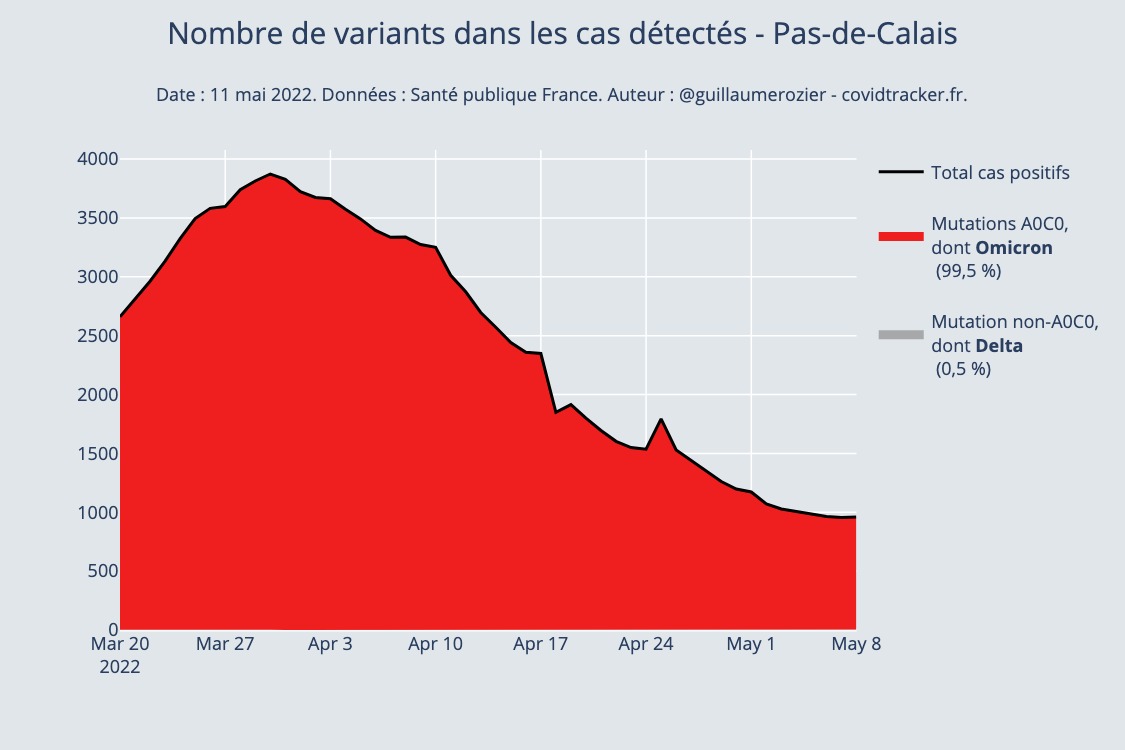 Nombre de variants dans les cas détectés - Pas-de-Calais
Date : 11 mai 2022. Données : Santé publique France. Auteur : @guillaumerozier - covidtracker.fr.
4000
3500
3000
2500
2000
1500
1000
500
0
Mar 20
2022
Mar 27
Apr 3
Apr 10
Apr 17
Apr 24
May 1
May 8
Total cas positifs
Mutations A0C0,
dont Omicron
(99,5 %)
Mutation non-A0C0,
dont Delta
(0,5 %)